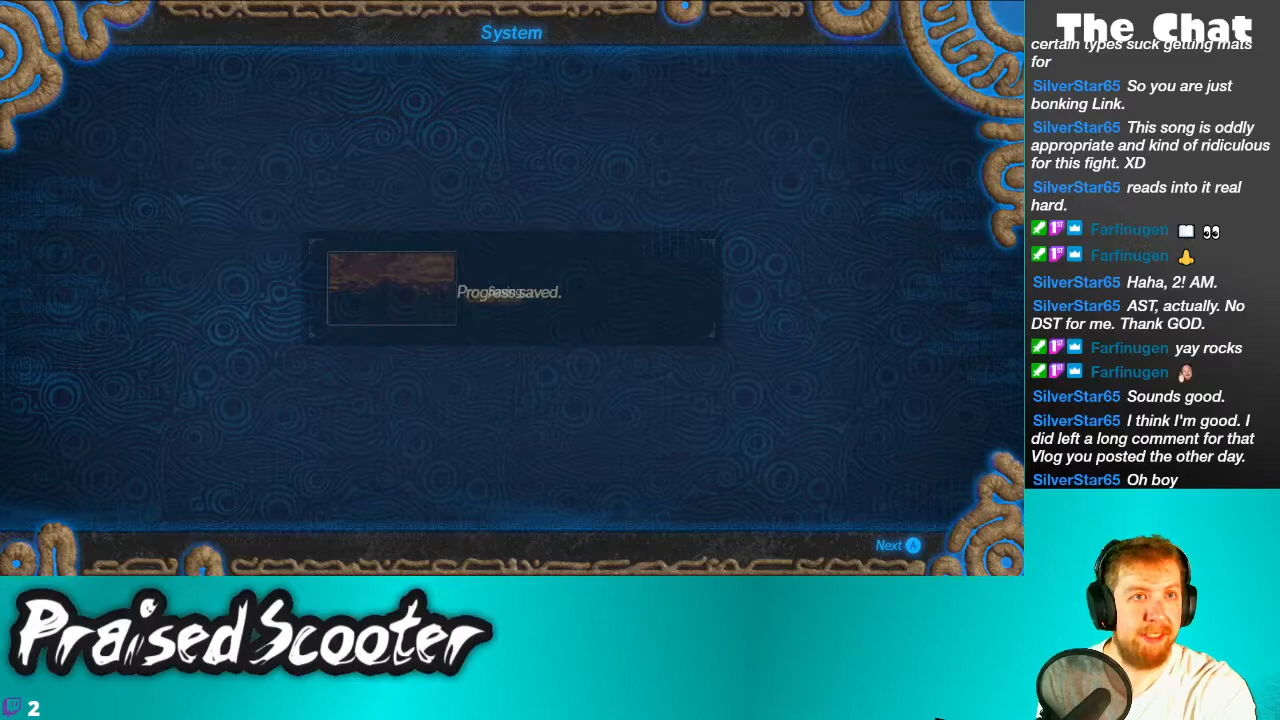 System
Progress saved.
Next A
The Chat
certain types suck getting mats
for
SilverStar65 So you are just
bonking Link.
SilverStar65 This song is oddly
appropriate and kind of ridiculous
for this fight. XD
SilverStar65 reads into it real
hard.
1ST Farfinugen
1ST Farfinugen
SilverStar65 Haha, 2! AM.
SilverStar65 AST, actually. No
DST for me. Thank GOD.
1ST Farfinugen yay rocks
1ST Farfinugen
SilverStar65 Sounds good.
SilverStar65 I think I'm good. I
did left a long comment for that
Vlog you posted the other day.
SilverStar65 Oh boy
PraisedScooter
2